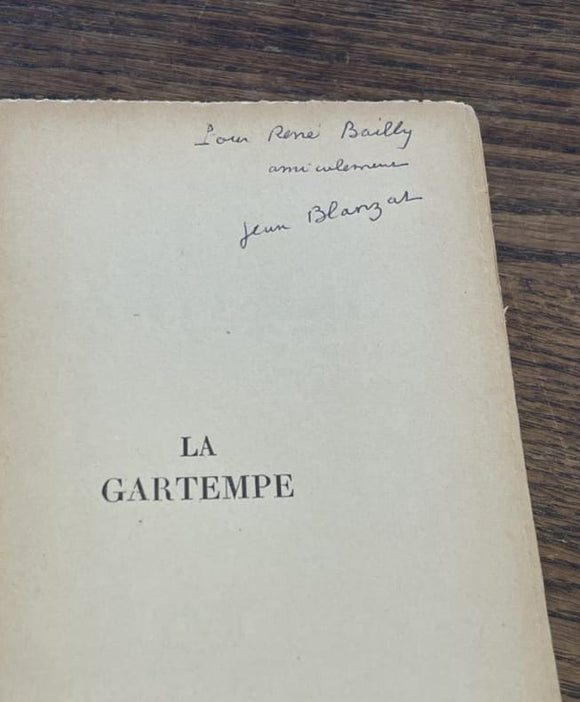 Pour René Bailly
amicalement
Jean Blanzat
LA
GARTEMPE